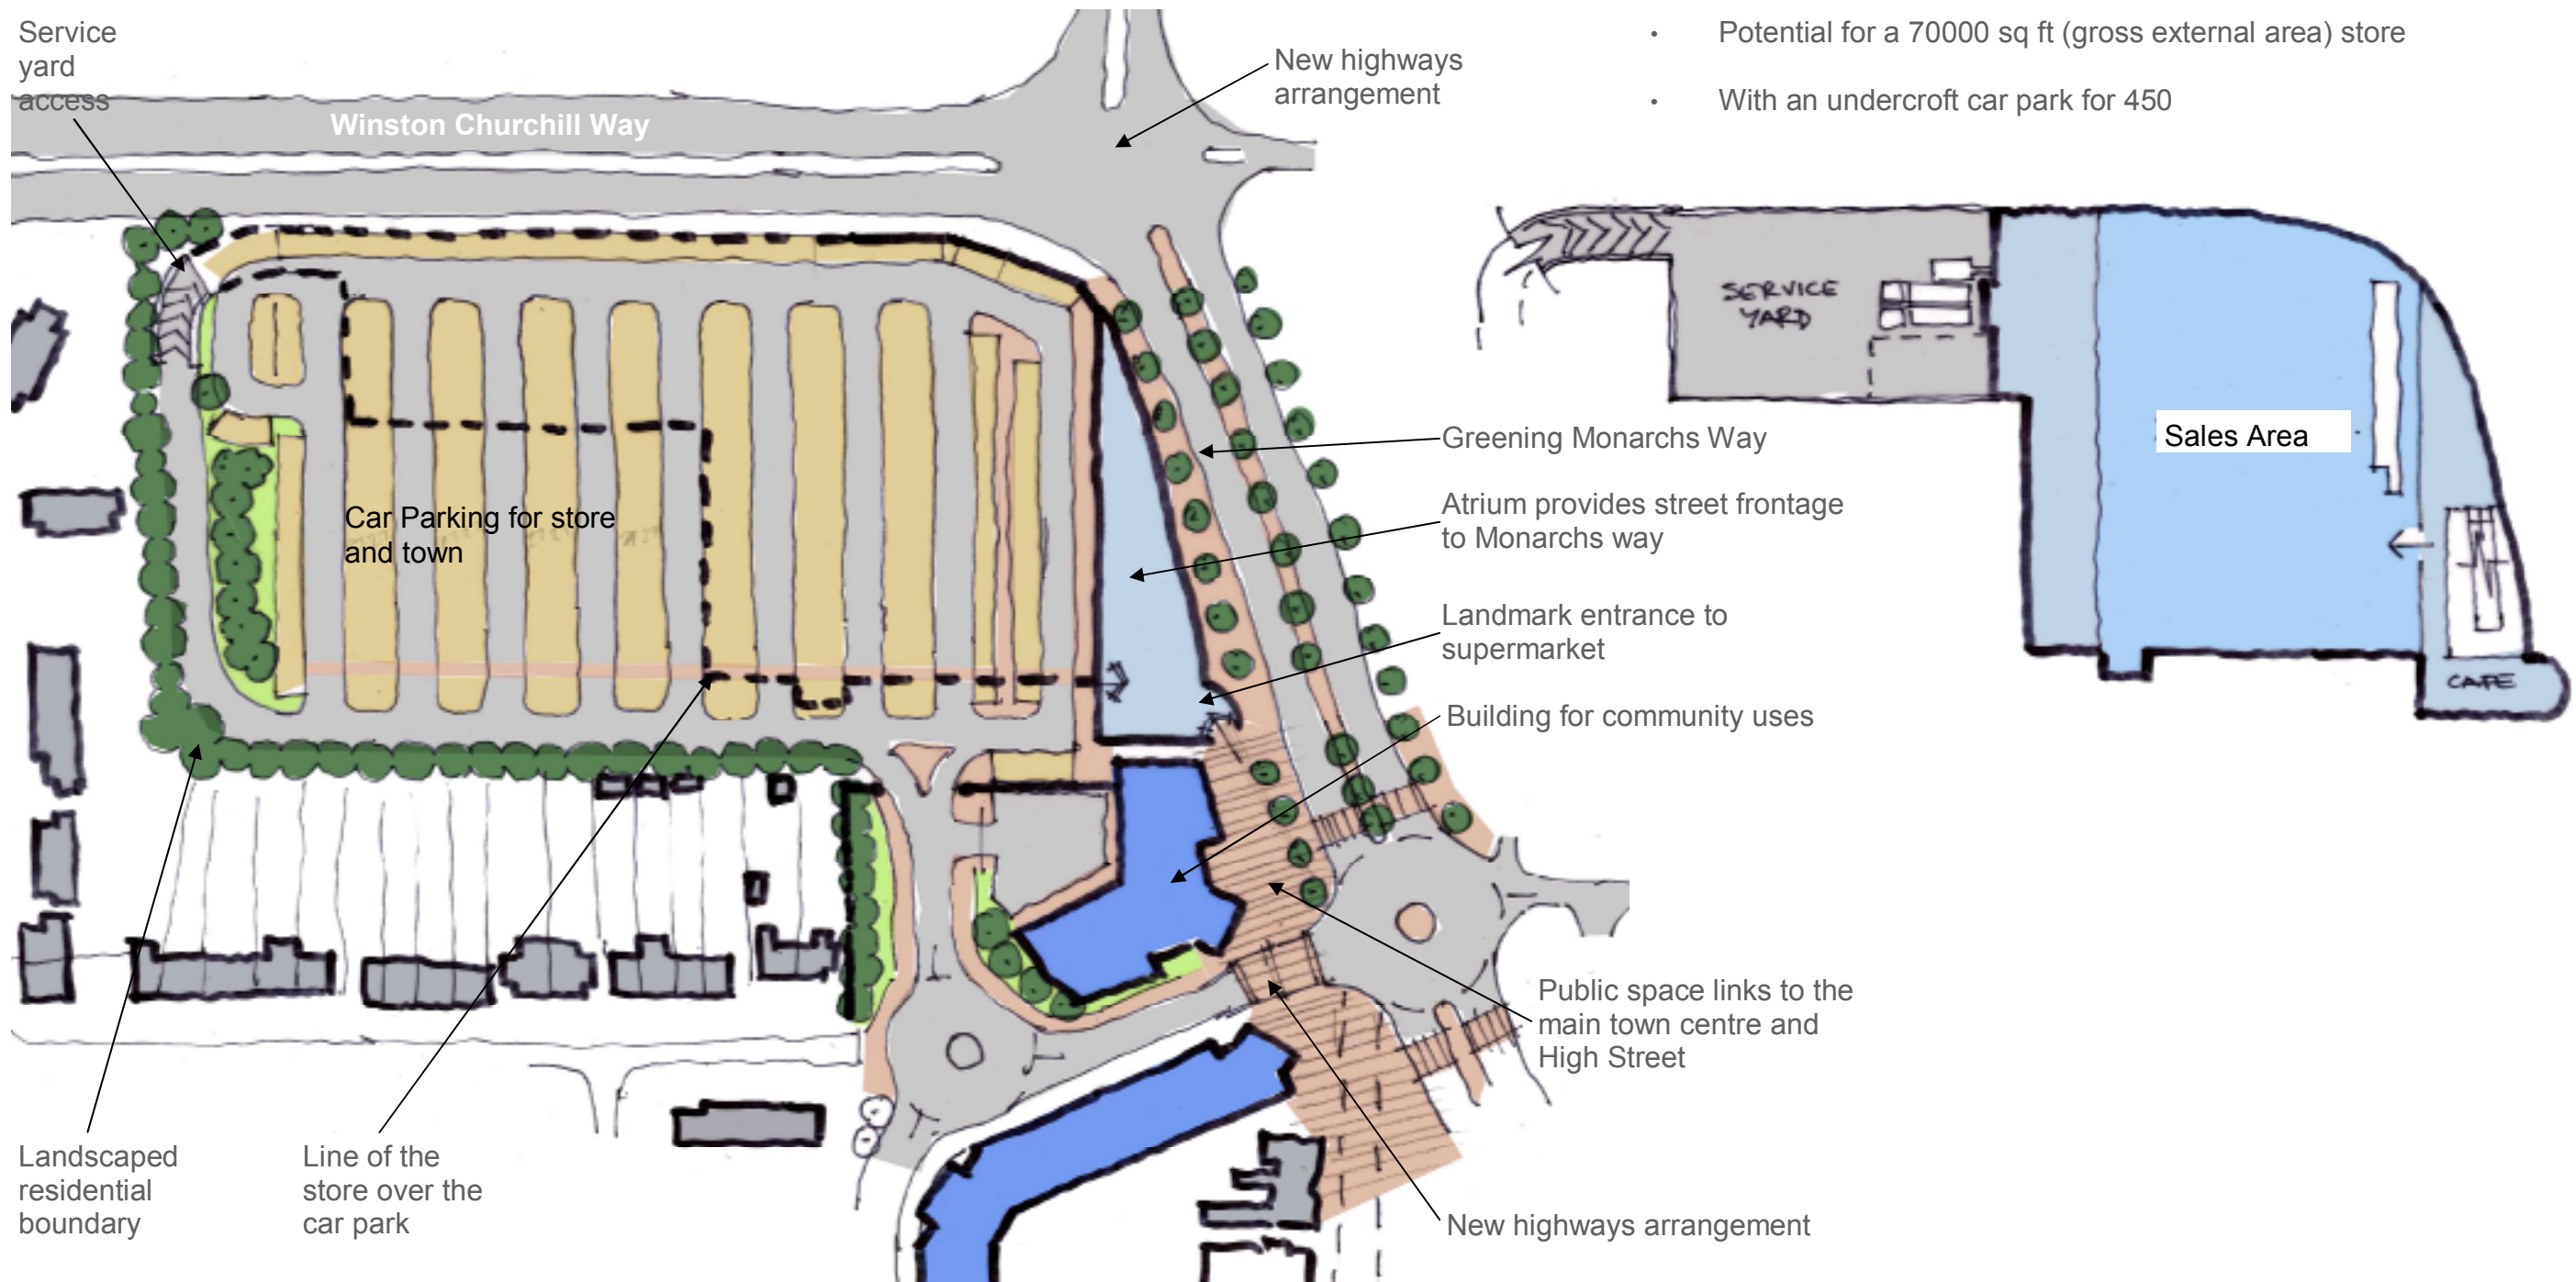 Service
yard
access
Winston Churchill Way
New highways
arrangement
• Potential for a 70000 sq ft (gross external area) store
• With an undercroft car park for 450
SERVICE
YARD
Sales Area
CAFE
Greening Monarchs Way
Atrium provides street frontage
to Monarchs way
Car Parking for store
and town
Landmark entrance to
supermarket
Building for community uses
Public space links to the
main town centre and
High Street
Landscaped
residential
boundary
Line of the
store over the
car park
New highways arrangement